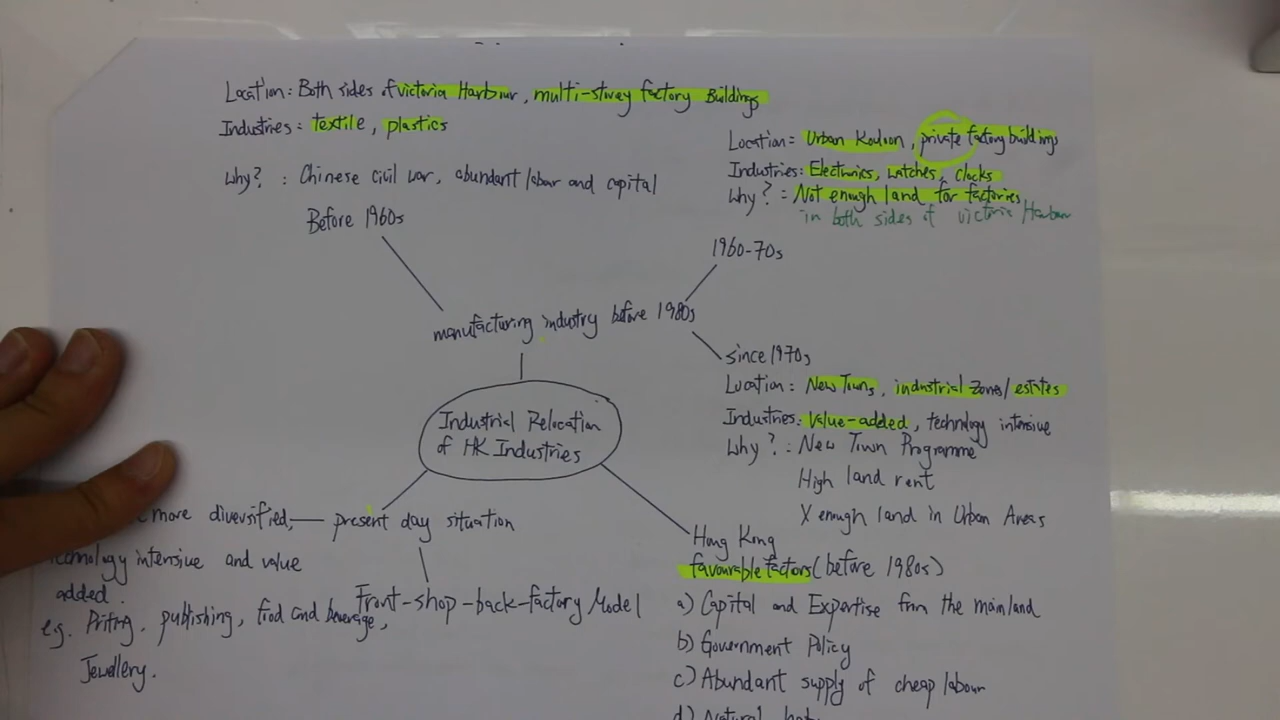 Location: Both sides of victoria Harbour, multi-storey factory Buildings
Industries: textile, plastics
Why? : Chinese civil war, abundant labour and capital
Before 1960s
Location: Urban Kowloon, private factory buildings
Industries: Electronics, watches, clocks
Why? : Not enough land for factories
in both sides of victoria Harbour
1960-70s
manufacturing industry before 1980s
since 1970s
Location: New Towns, industrial zones/estates
Industries: Value-added, technology intensive
Why? : New Town Programme
High land rent
X enough land in Urban Areas
Industrial Relocation
of HK Industries
more diversified,
technology intensive and value
added.
e.g. Priting, publishing, food and beverage,
Jewellery.
present day situation
Front-shop-back-factory Model
Hong Kong
favourable factors (before 1980s)
a) Capital and Expertise from the mainland
b) Government Policy
c) Abundant supply of cheap labour
d) Natural